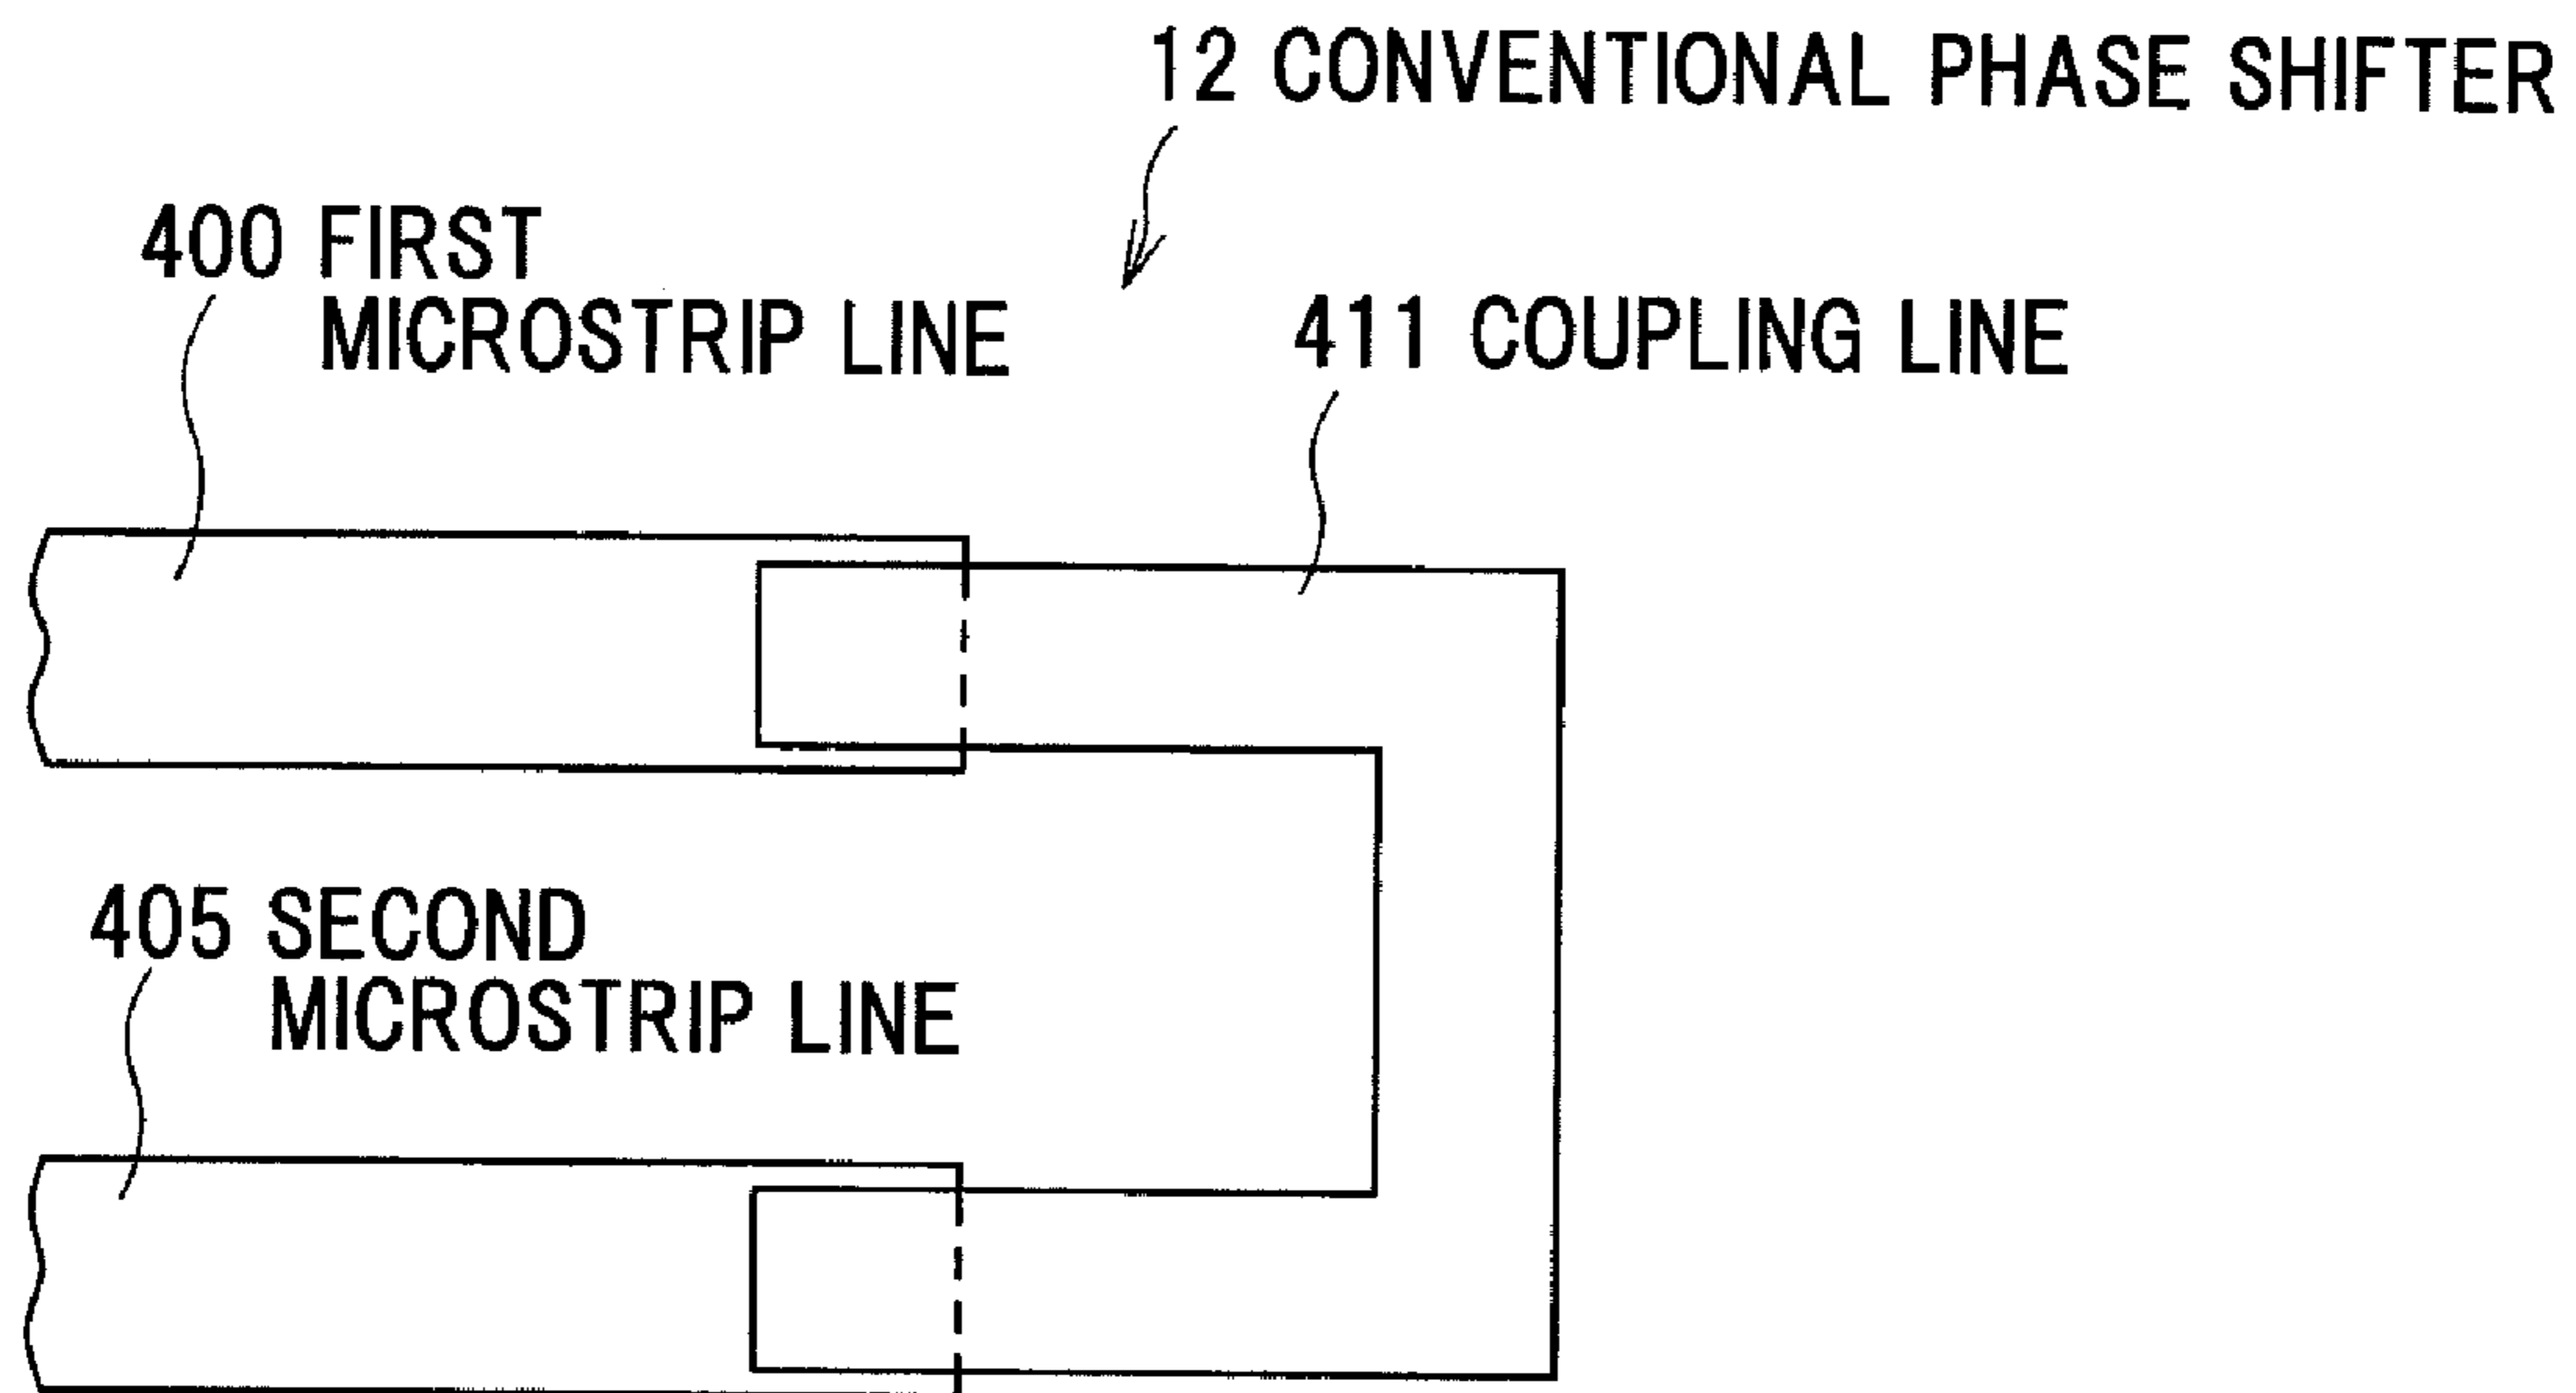 12 CONVENTIONAL PHASE SHIFTER
400 FIRST
MICROSTRIP LINE
411 COUPLING LINE
405 SECOND
MICROSTRIP LINE